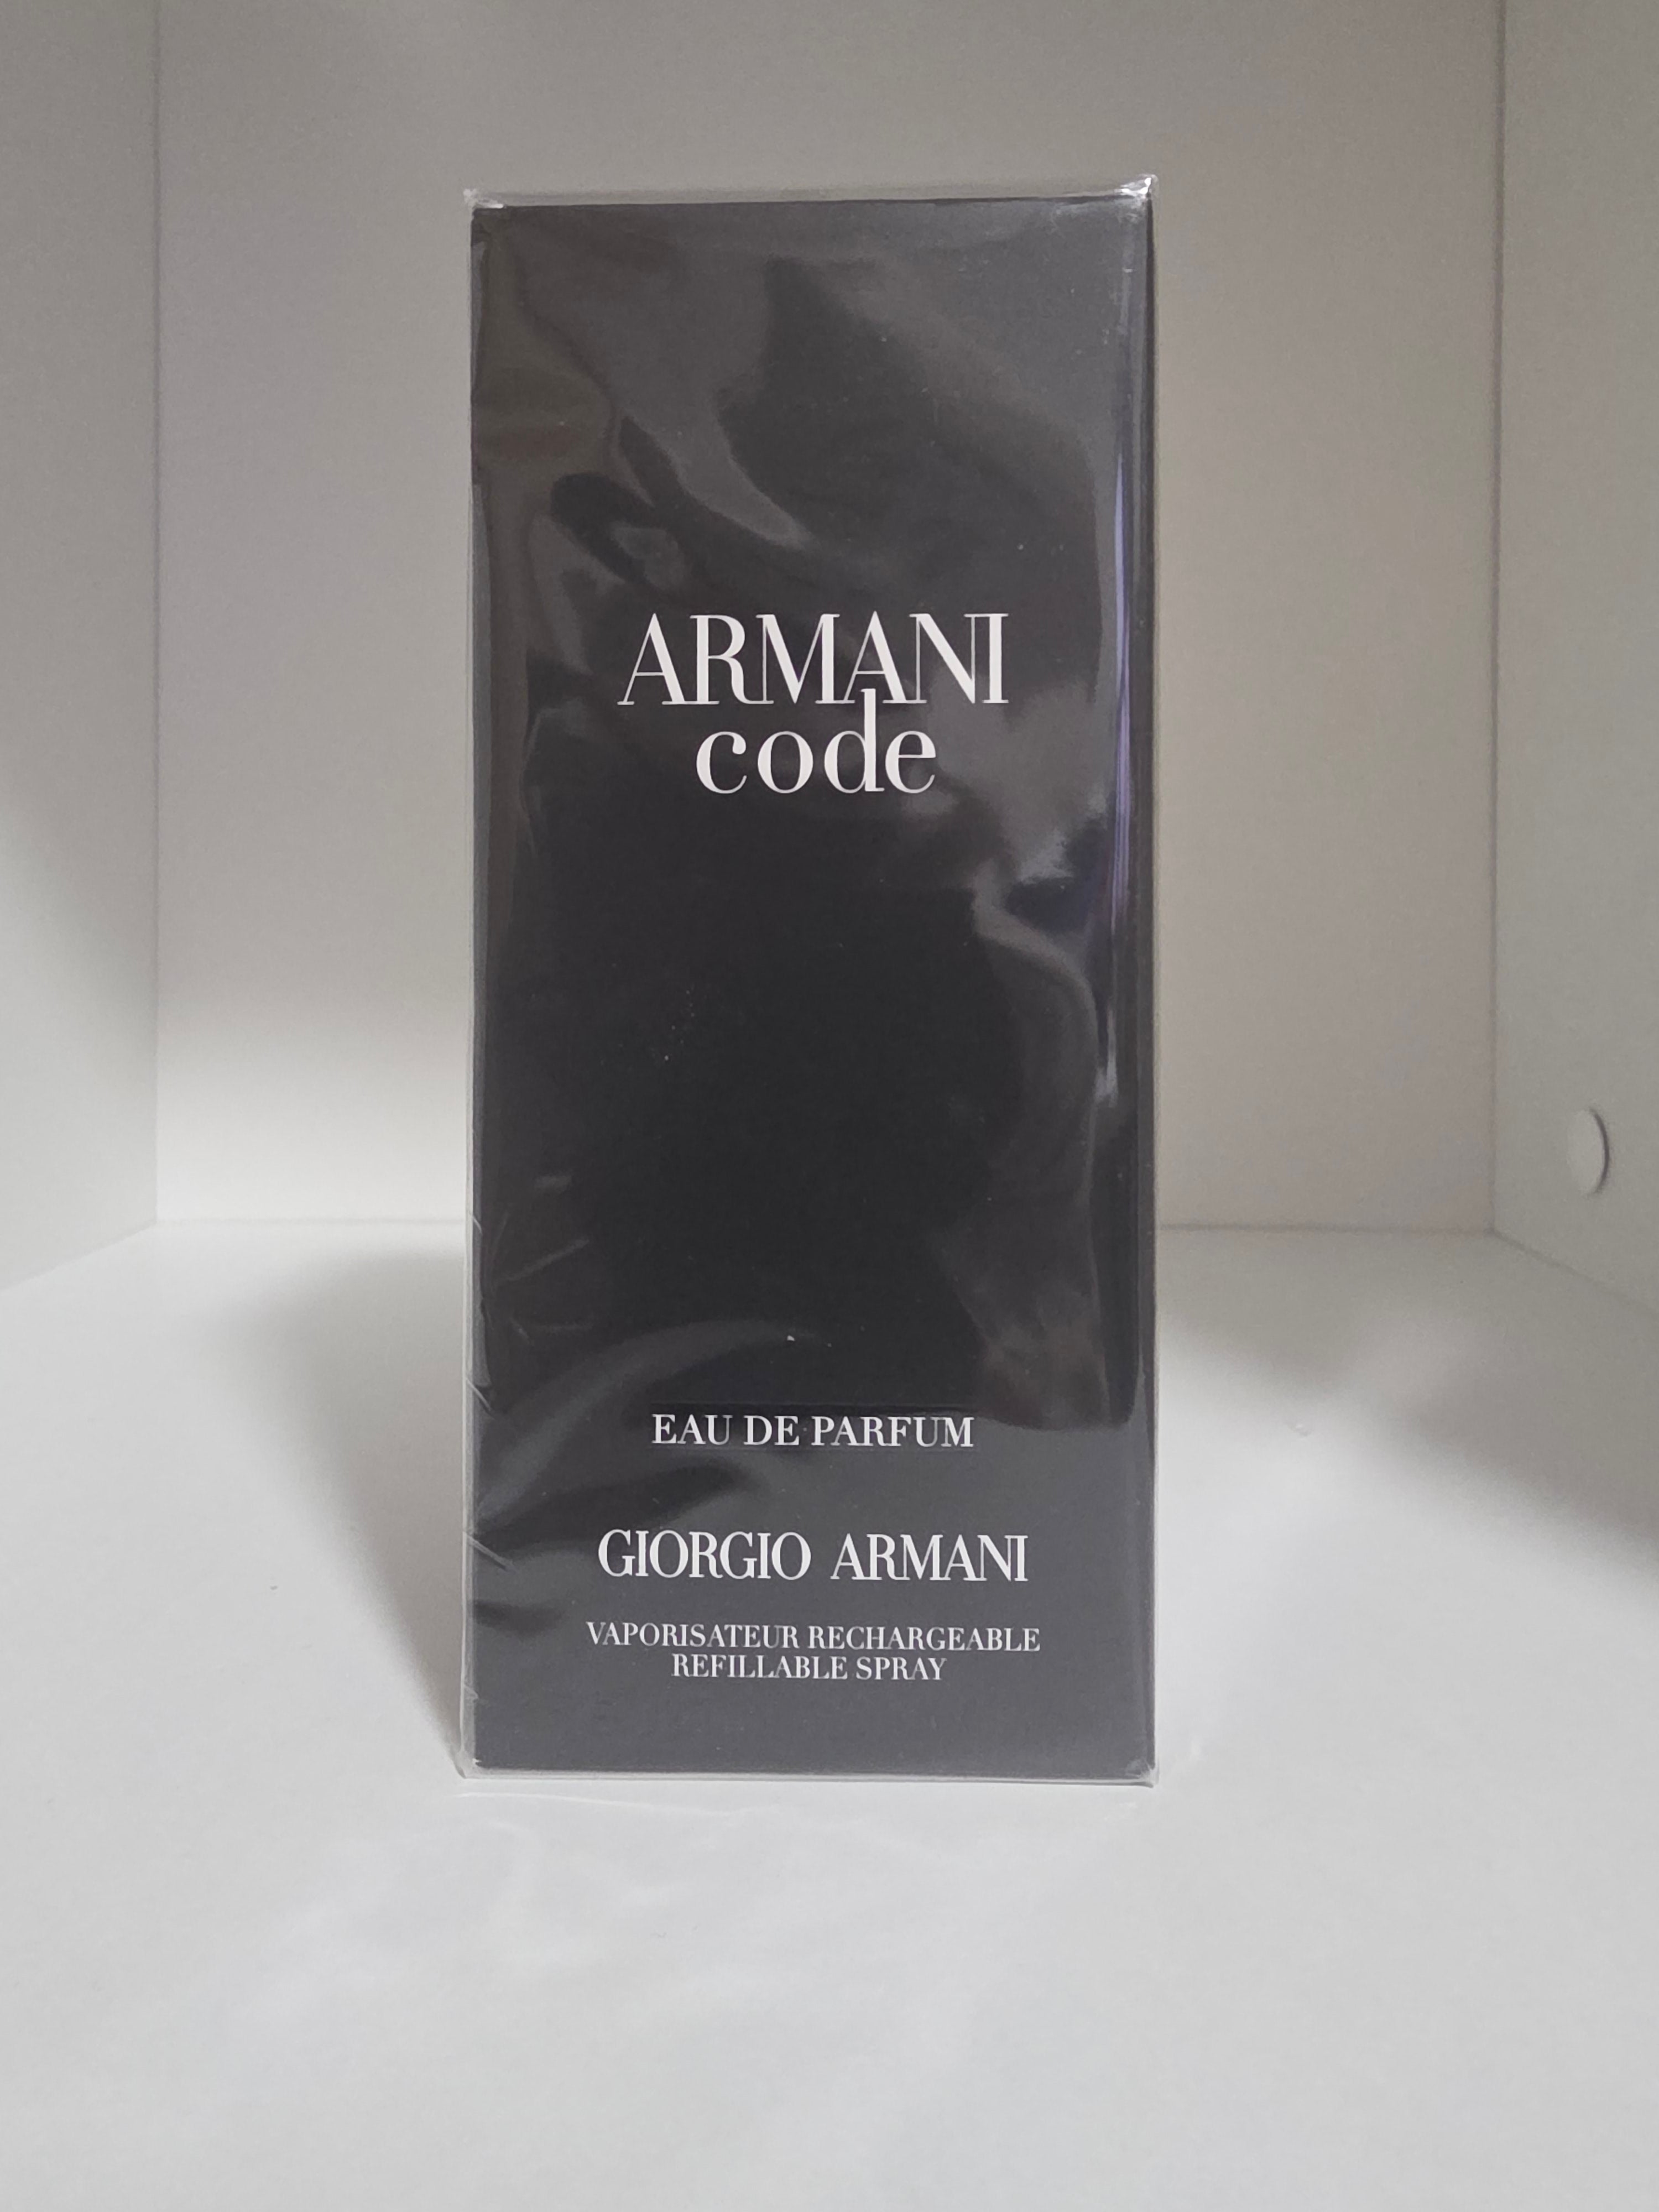 ARMANI
code
EAU DE PARFUM
GIORGIO ARMANI
VAPORISATEUR RECHARGEABLE
REFILLABLE SPRAY